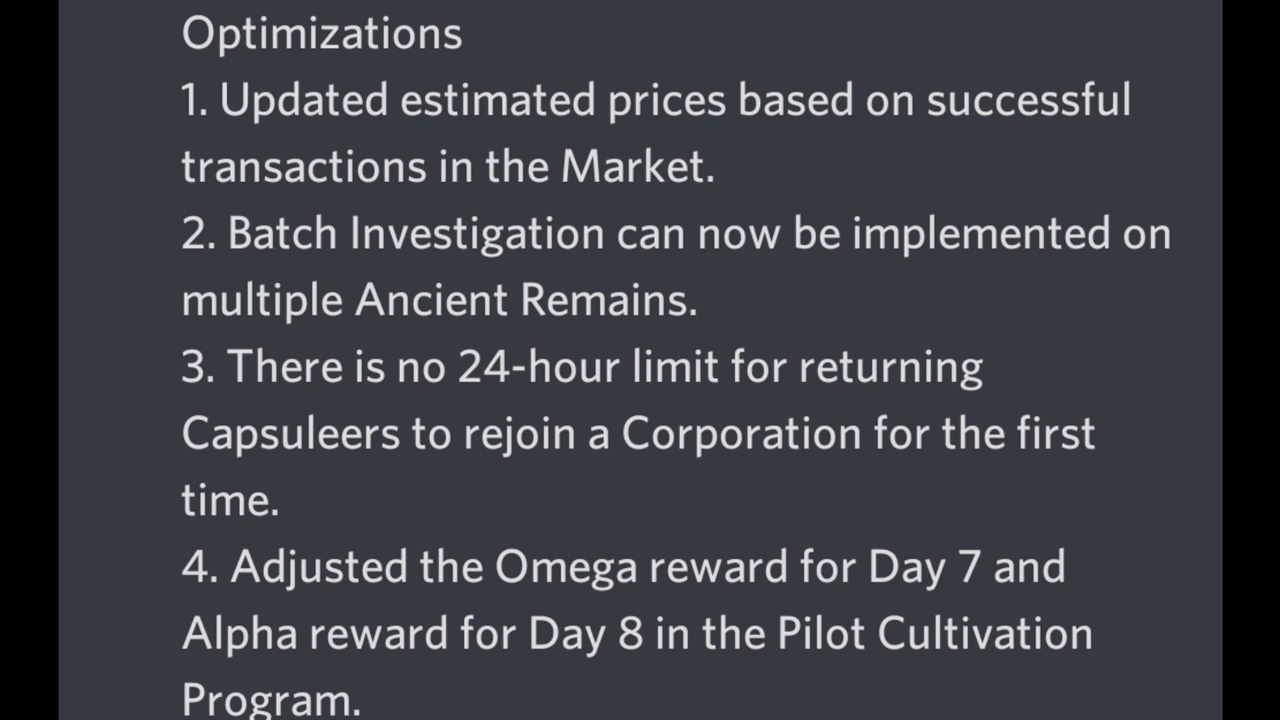 Optimizations
1. Updated estimated prices based on successful
transactions in the Market.
2. Batch Investigation can now be implemented on
multiple Ancient Remains.
3. There is no 24-hour limit for returning
Capsuleers to rejoin a Corporation for the first
time.
4. Adjusted the Omega reward for Day 7 and
Alpha reward for Day 8 in the Pilot Cultivation
Program.